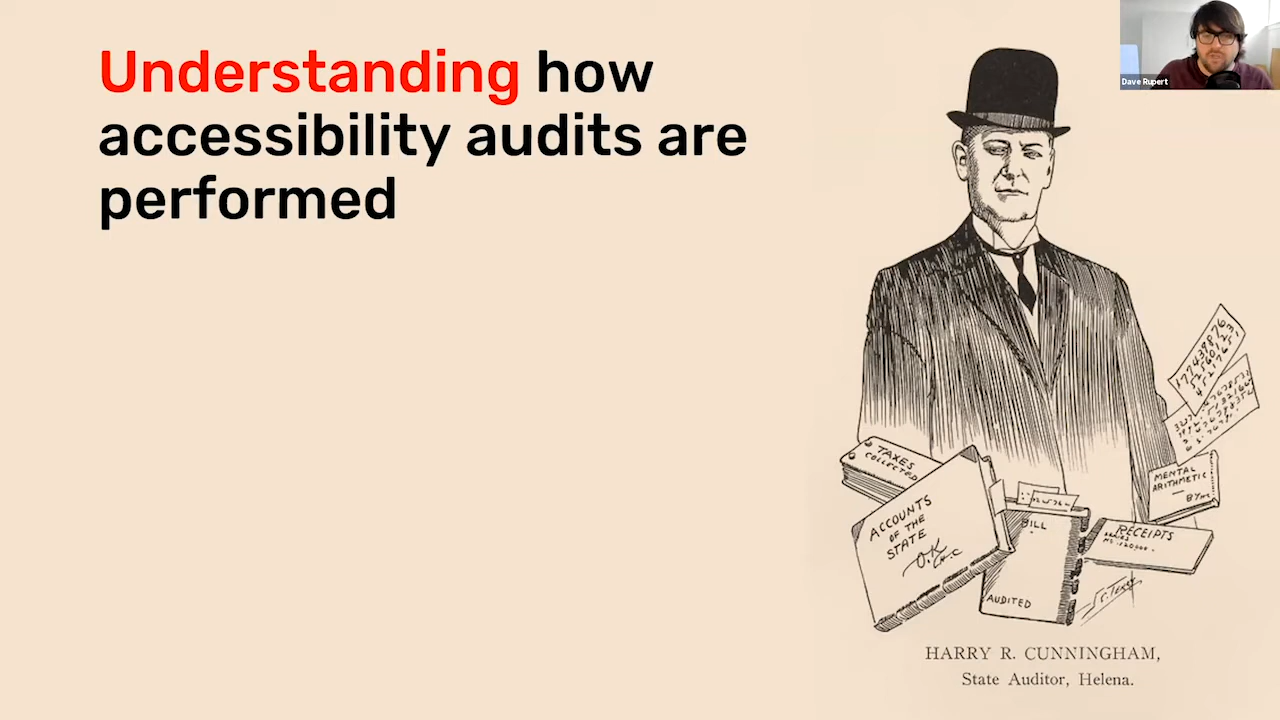 Understanding how
accessibility audits are
performed
Dave Rupert
TAXES
COLLECTED
ACCOUNTS
OF THE
STATE
O.K
BILL
AUDITED
RECEIPTS
MENTAL
ARITHMETIC
HARRY R. CUNNINGHAM,
State Auditor, Helena.